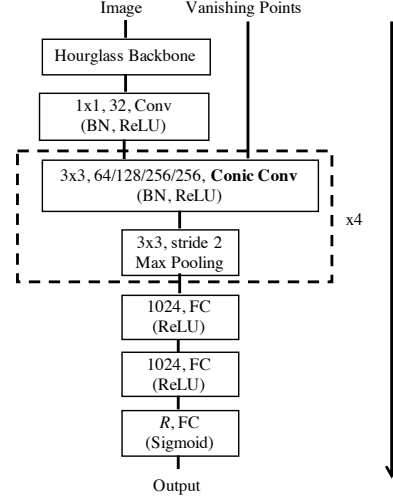 Image Vanishing Points
Hourglass Backbone
1x1, 32, Conv
(BN, ReLU)
3x3, 64/128/256/256, Conic Conv
(BN, ReLU)
x4
3x3, stride 2
Max Pooling
1024, FC
(ReLU)
1024, FC
(ReLU)
R, FC
(Sigmoid)
Output